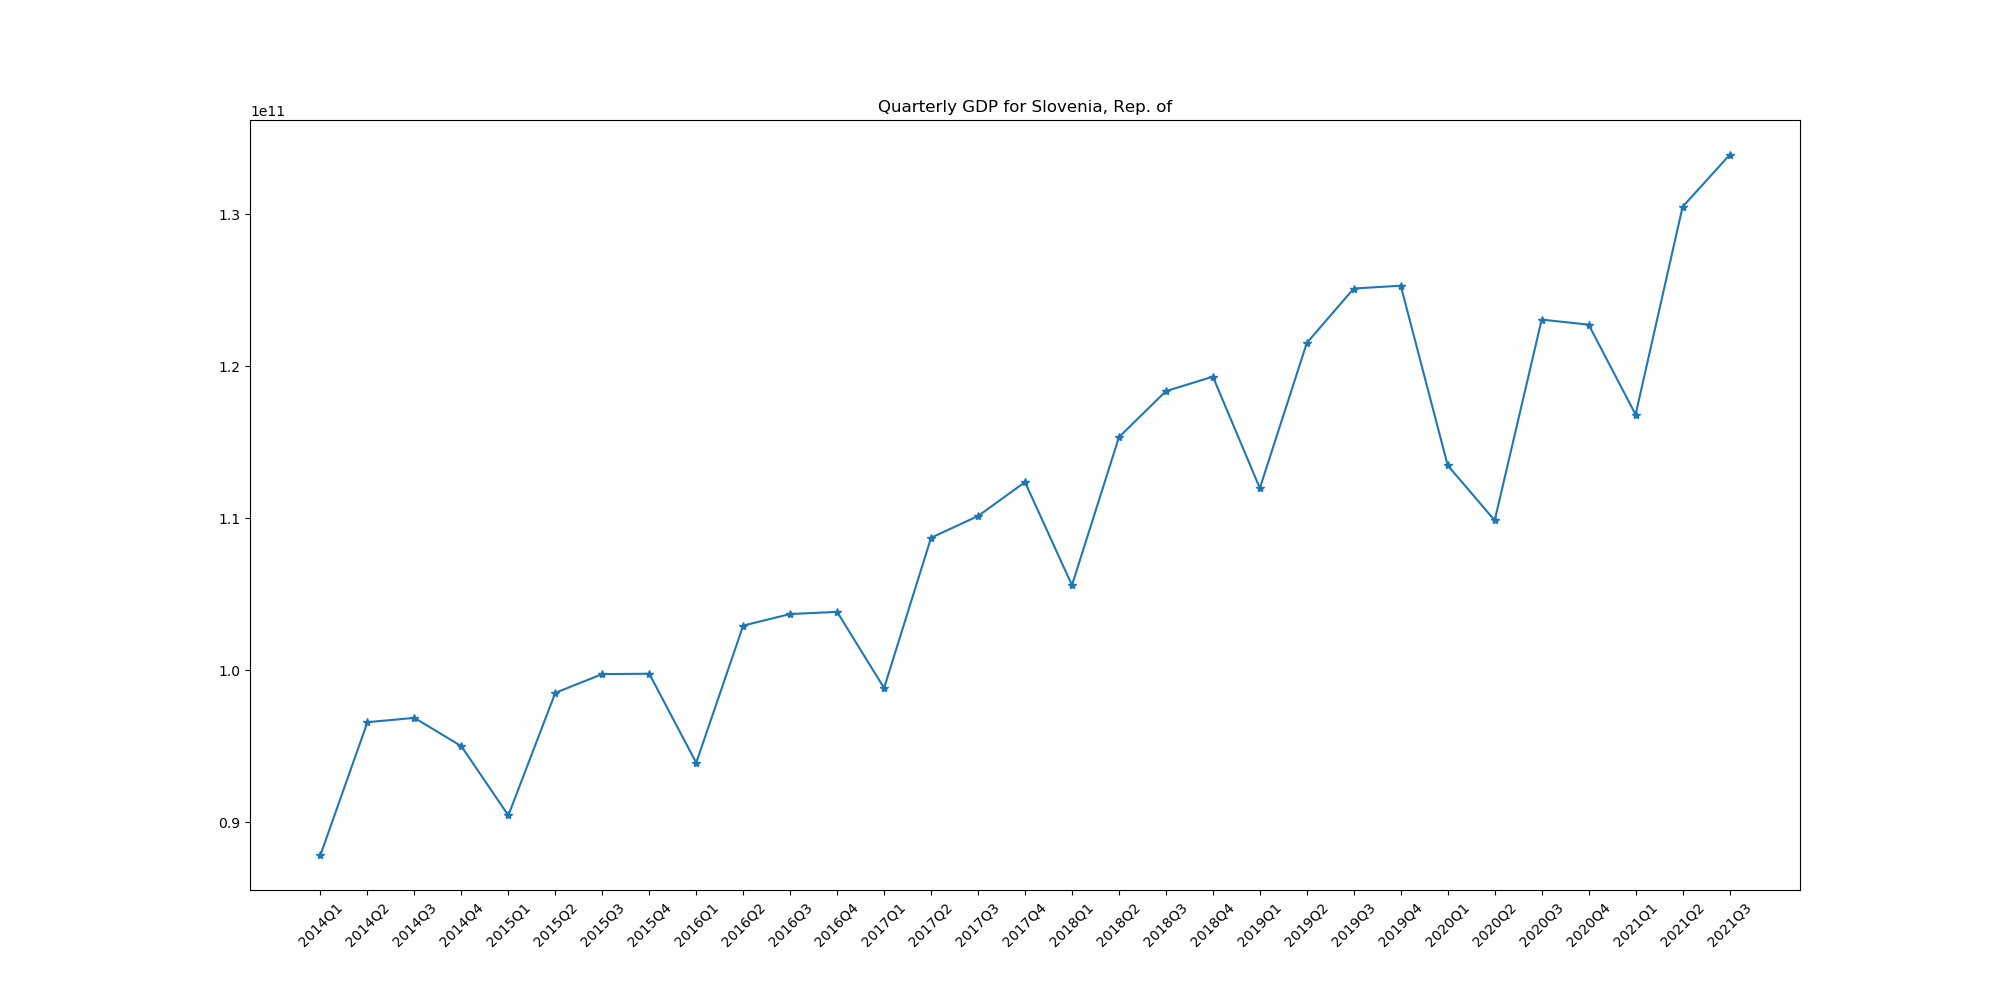 Quarterly GDP for Slovenia, Rep. of
1e11
1.3
1.2
1.1
1.0
0.9
2014Q1 2014Q2 2014Q3 2014Q4 2015Q1 2015Q2 2015Q3 2015Q4 2016Q1 2016Q2 2016Q3 2016Q4 2017Q1 2017Q2 2017Q3 2017Q4 2018Q1 2018Q2 2018Q3 2018Q4 2019Q1 2019Q2 2019Q3 2019Q4 2020Q1 2020Q2 2020Q3 2020Q4 2021Q1 2021Q2 2021Q3